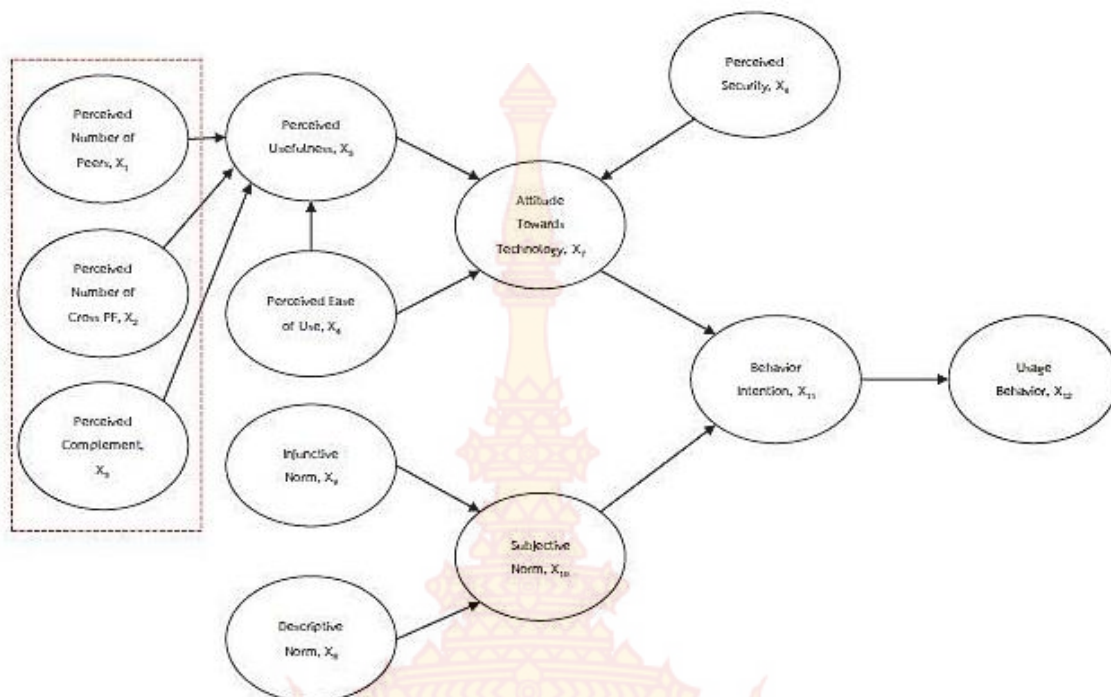 Perceived
Number of
Peers, X₁
Perceived
Number of
Cross PF, X₂
Perceived
Complement,
X₃
Perceived
Usefulness, X₅
Perceived Ease
of Use, X₄
Injunctive
Norm, X₉
Descriptive
Norm, X₈
Perceived
Security, X₆
Attitude
Towards
Technology, X₇
Subjective
Norm, X₁₀
Behavior
Intention, X₁₁
Usage
Behavior, X₁₂